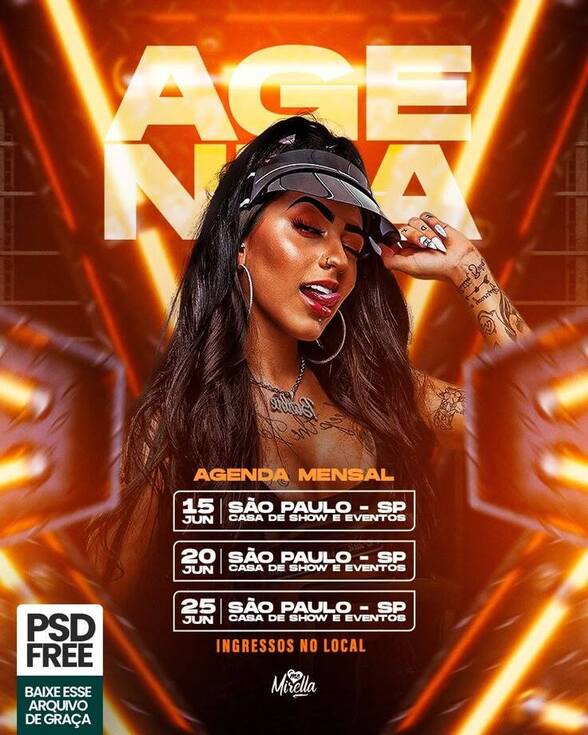 AGE
NDA
Barbie
AGENDA MENSAL
15 JUN SÃO PAULO - SP
CASA DE SHOW E EVENTOS
20 JUN SÃO PAULO - SP
CASA DE SHOW E EVENTOS
25 JUN SÃO PAULO - SP
CASA DE SHOW E EVENTOS
INGRESSOS NO LOCAL
MC
Mirella
PSD
FREE
BAIXE ESSE
ARQUIVO
DE GRAÇA